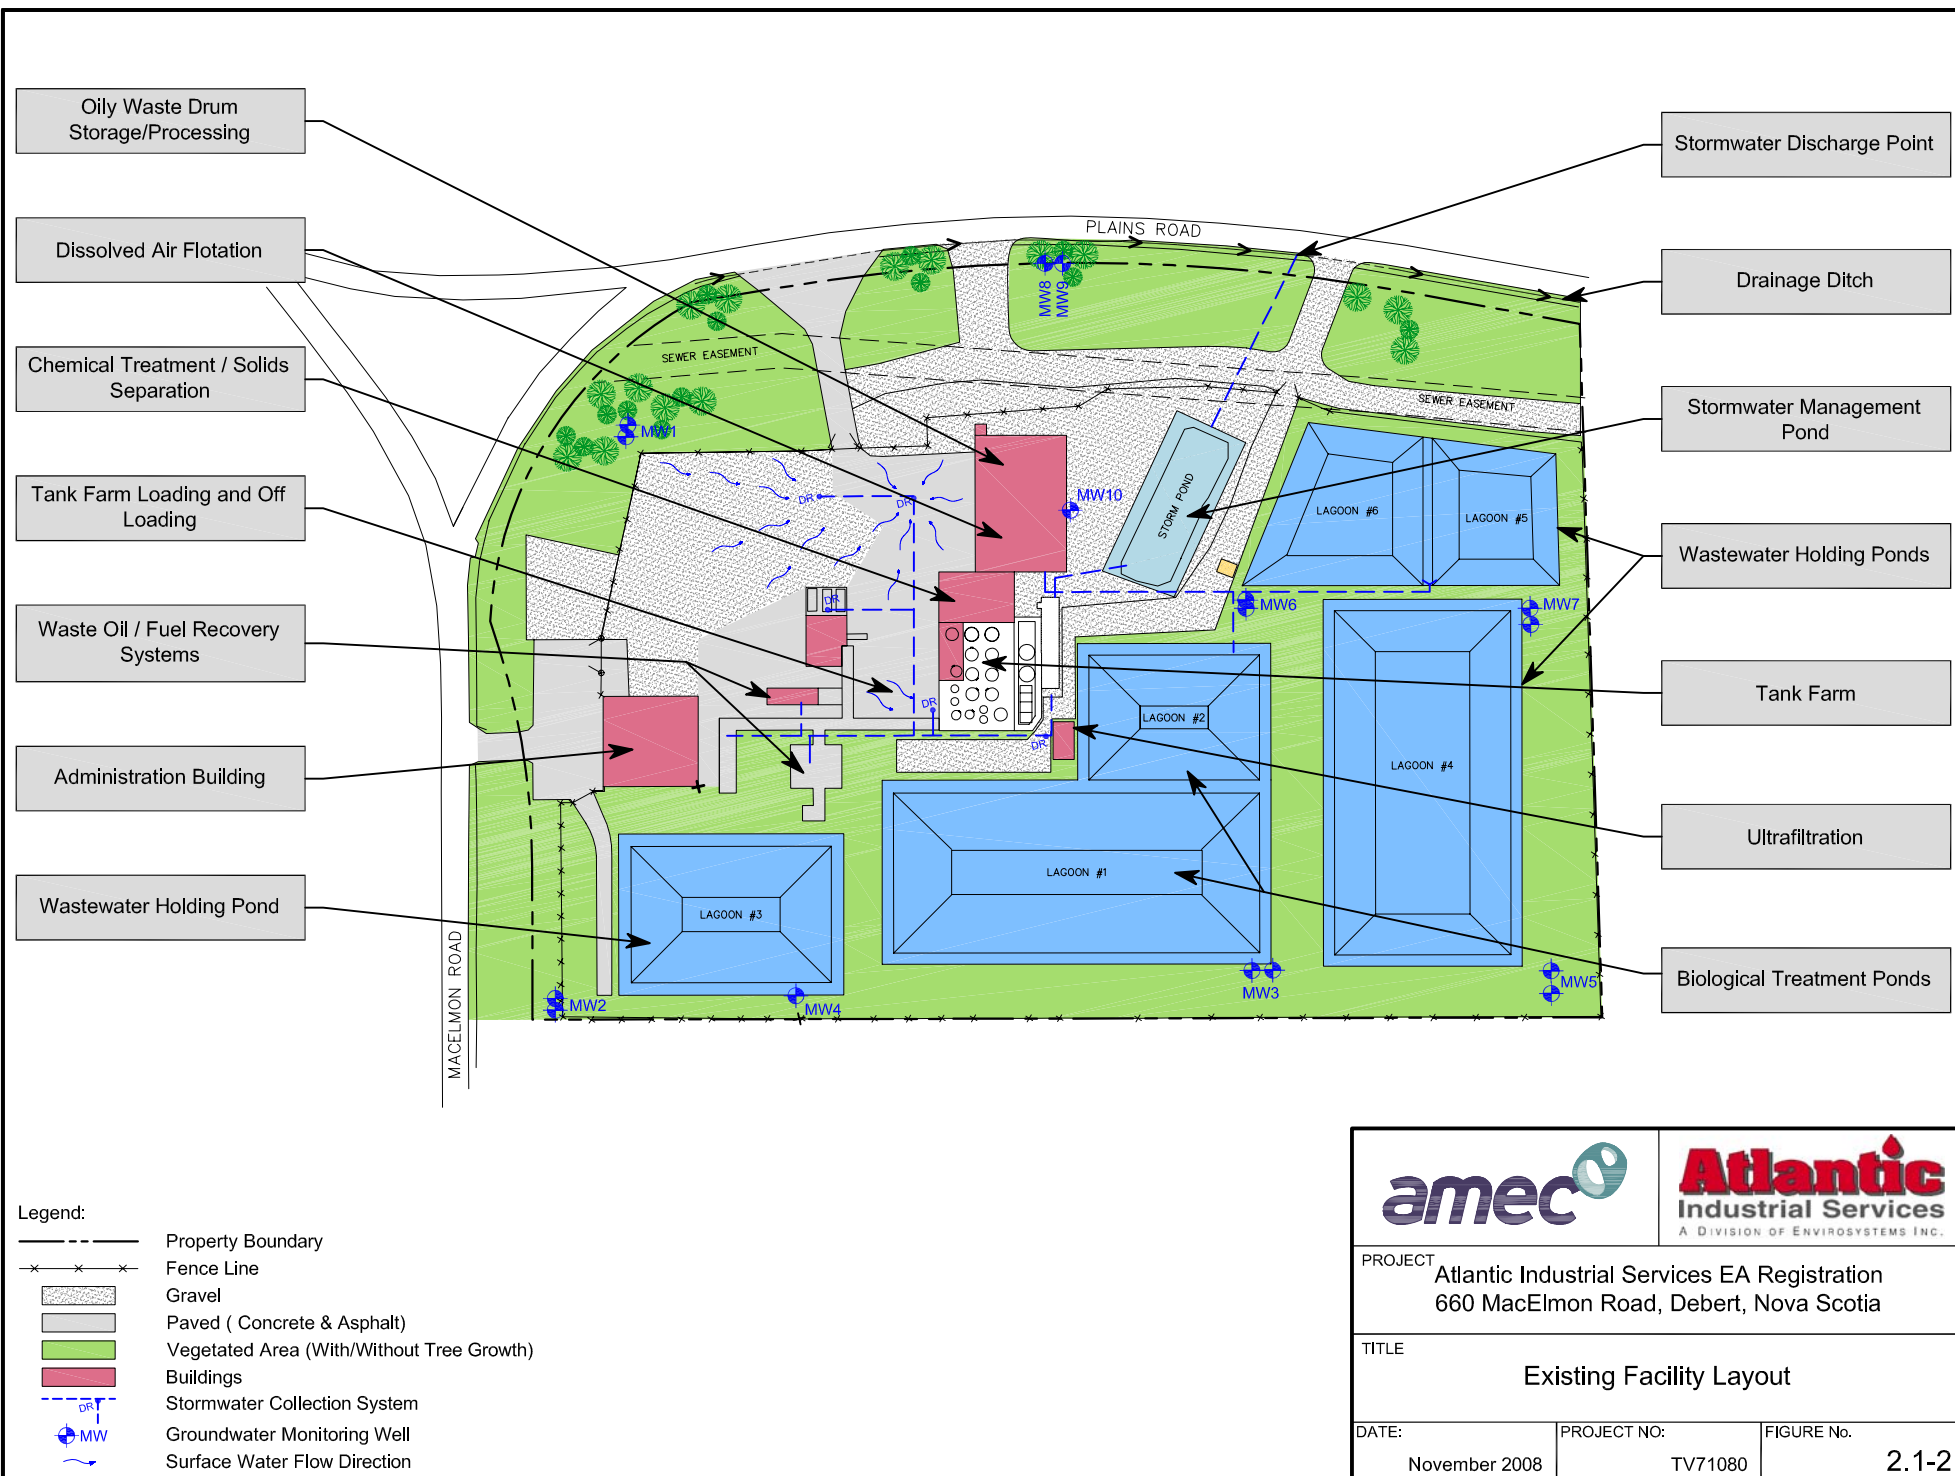 Oily Waste Drum
Storage/Processing
Dissolved Air Flotation
Chemical Treatment / Solids
Separation
Tank Farm Loading and Off
Loading
Waste Oil / Fuel Recovery
Systems
Administration Building
Wastewater Holding Pond
Stormwater Discharge Point
Drainage Ditch
Stormwater Management
Pond
Wastewater Holding Ponds
Tank Farm
Ultrafiltration
Biological Treatment Ponds
PLAINS ROAD
MACELMON ROAD
SEWER EASEMENT
SEWER EASEMENT
MW8
MW9
MW1
MW10
STORM POND
LAGOON #6
LAGOON #5
MW6
MW7
DR
DR
DR
DR
DR
LAGOON #2
LAGOON #4
LAGOON #1
LAGOON #3
MW2
MW4
MW3
MW5
Legend:
Property Boundary
Fence Line
Gravel
Paved ( Concrete & Asphalt)
Vegetated Area (With/Without Tree Growth)
Buildings
DR
Stormwater Collection System
MW
Groundwater Monitoring Well
Surface Water Flow Direction
amec
Atlantic
Industrial Services
A DIVISION OF ENVIROSYSTEMS INC.
PROJECT
Atlantic Industrial Services EA Registration
660 MacElmon Road, Debert, Nova Scotia
TITLE
Existing Facility Layout
DATE:
November 2008
PROJECT NO:
TV71080
FIGURE No.
2.1-2